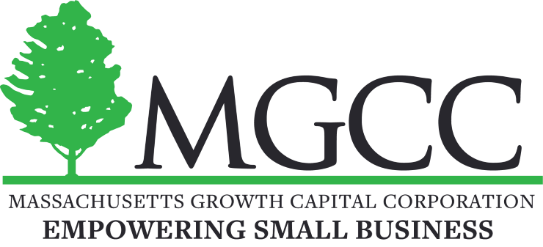 MGCC
MASSACHUSETTS GROWTH CAPITAL CORPORATION
EMPOWERING SMALL BUSINESS